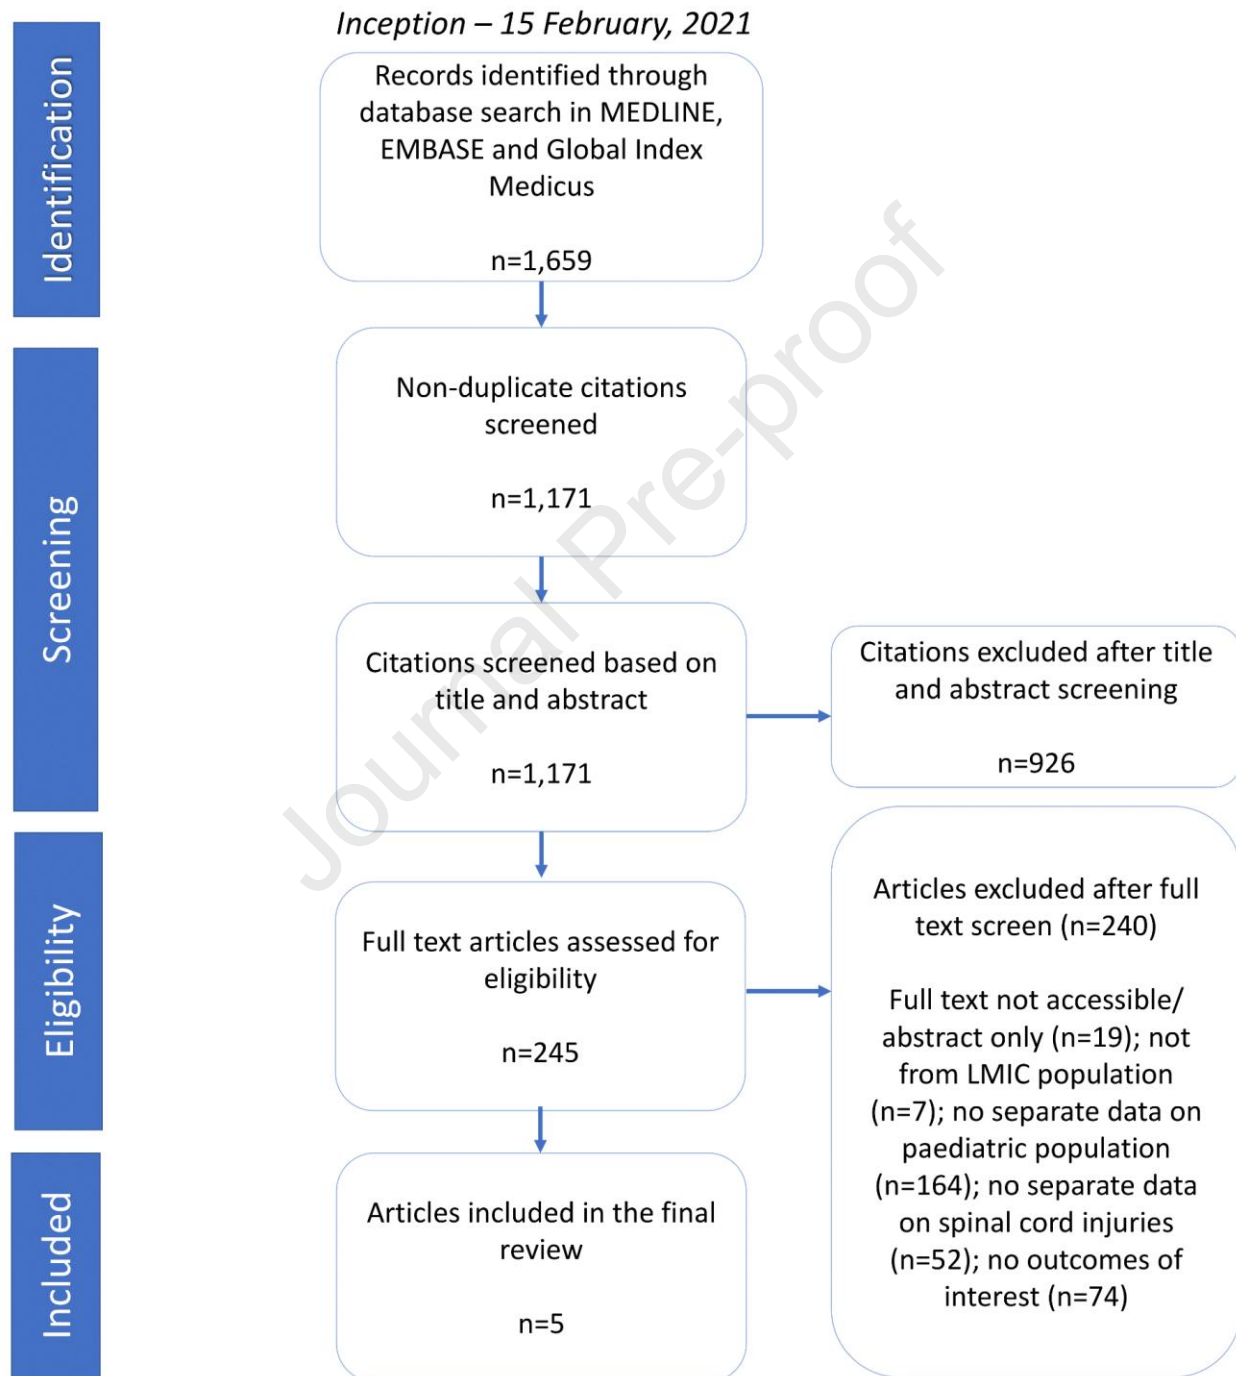 Inception – 15 February, 2021
Identification
Records identified through
database search in MEDLINE,
EMBASE and Global Index
Medicus
n=1,659
Screening
Non-duplicate citations
screened
n=1,171
Citations screened based on
title and abstract
n=1,171
Citations excluded after title
and abstract screening
n=926
Eligibility
Full text articles assessed for
eligibility
n=245
Articles excluded after full
text screen (n=240)
Full text not accessible/
abstract only (n=19); not
from LMIC population
(n=7); no separate data on
paediatric population
(n=164); no separate data
on spinal cord injuries
(n=52); no outcomes of
interest (n=74)
Included
Articles included in the final
review
n=5
Journal Pre-proof